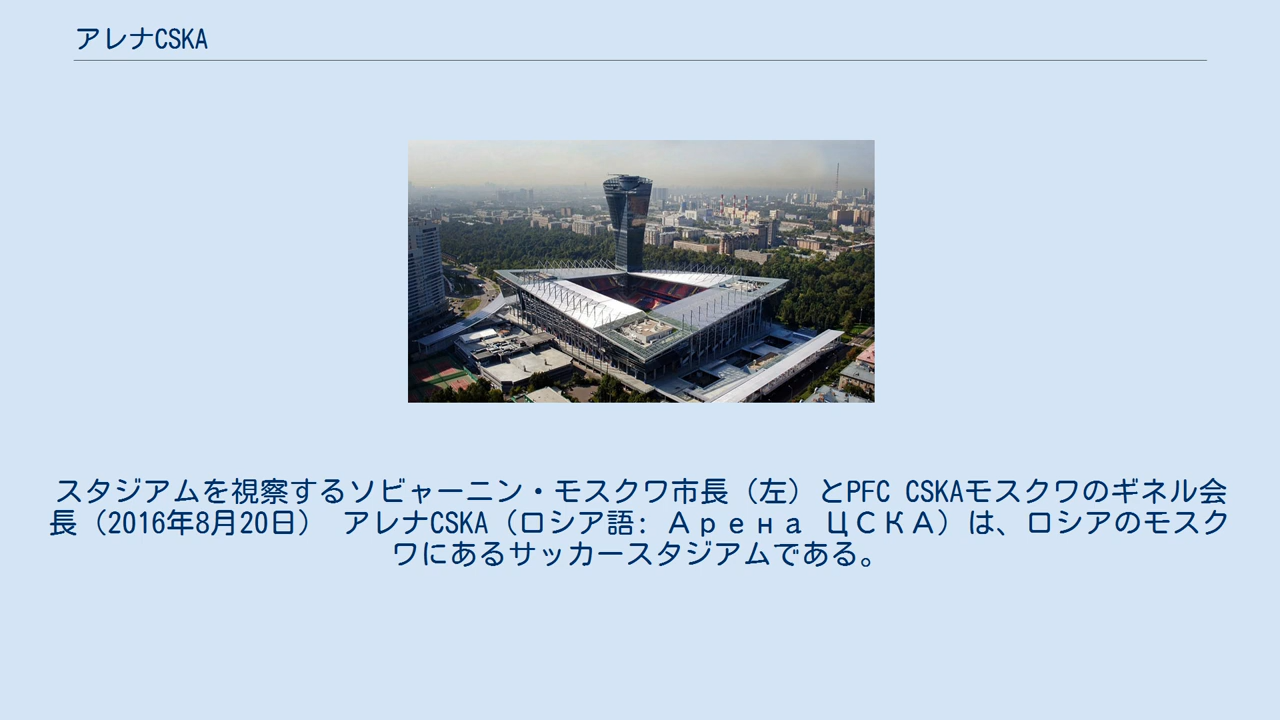 アレナCSKA
スタジアムを視察するソビャーニン・モスクワ市長（左）とPFC CSKAモスクワのギネル会
長（2016年8月20日） アレナCSKA（ロシア語: Арена ЦСКА）は、ロシアのモスク
ワにあるサッカースタジアムである。